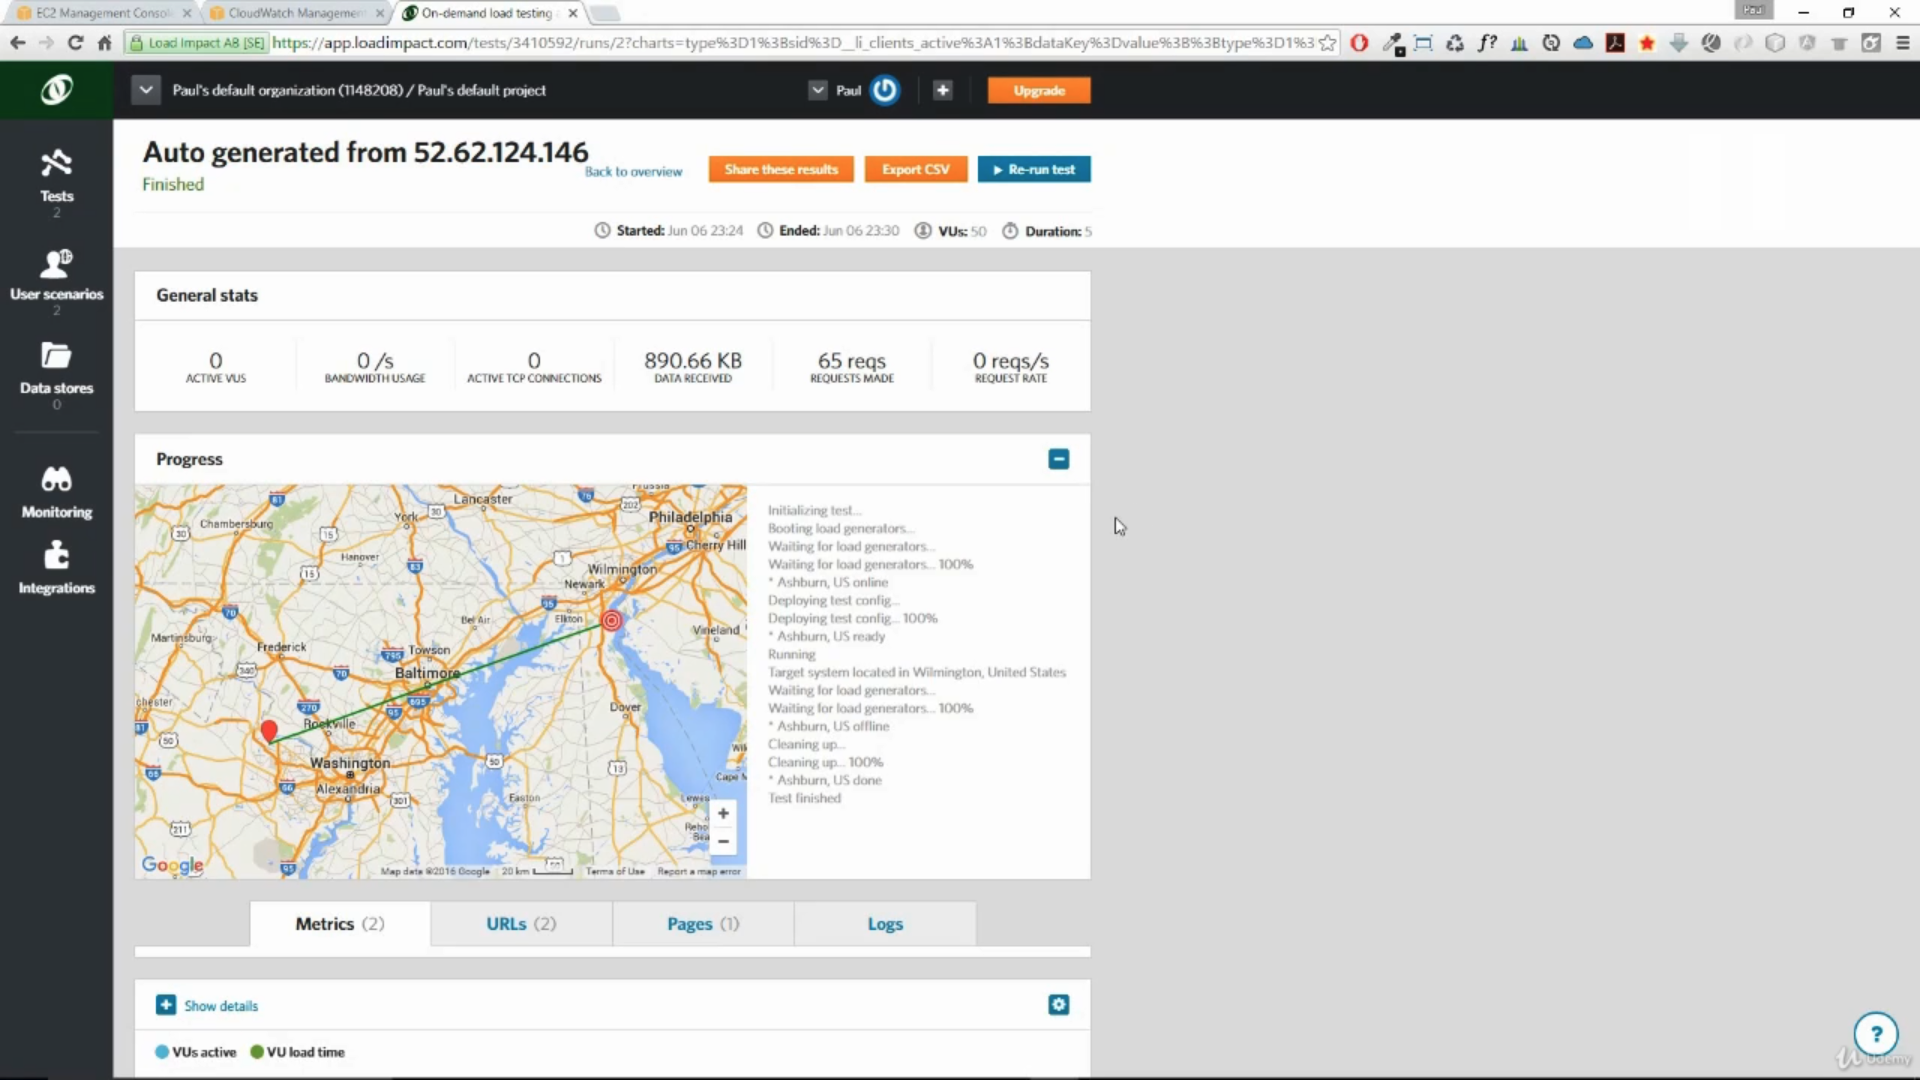 EC2 Management Consol
CloudWatch Management
On-demand load testing
Paul
Load Impact AB [SE]
https://app.loadimpact.com/tests/3410592/runs/2?charts=type%3D1%3Bsid%3D__li_clients_active%3A1%3BdataKey%3Dvalue%3B%3Btype%3D1%3
f?
Paul's default organization (1148208) / Paul's default project
Paul
Upgrade
Auto generated from 52.62.124.146
Finished
Back to overview
Share these results
Export CSV
Re-run test
Started: Jun 06 23:24
Ended: Jun 06 23:30
VUs: 50
Duration: 5
Tests
2
User scenarios
2
Data stores
0
Monitoring
Integrations
General stats
0
ACTIVE VUS
0 /s
BANDWIDTH USAGE
0
ACTIVE TCP CONNECTIONS
890.66 KB
DATA RECEIVED
65 reqs
REQUESTS MADE
0 reqs/s
REQUEST RATE
Progress
Lancaster
Philadelphia
Chambersburg
York
Cherry Hill
Hanover
Wilmington
Newark
Bel Air
Elkton
Vineland
Martinsburg
Frederick
Towson
Baltimore
chester
Dover
Rockville
Washington
Alexandria
Cape M
Easton
Lewes
Google
Map data ©2016 Google
20 km
Terms of Use
Report a map error
Initializing test...
Booting load generators...
Waiting for load generators...
Waiting for load generators... 100%
* Ashburn, US online
Deploying test config...
Deploying test config... 100%
* Ashburn, US ready
Running
Target system located in Wilmington, United States
Waiting for load generators...
Waiting for load generators... 100%
* Ashburn, US offline
Cleaning up...
Cleaning up... 100%
* Ashburn, US done
Test finished
Metrics (2)
URLs (2)
Pages (1)
Logs
Show details
VUs active
VU load time
?
Udemy